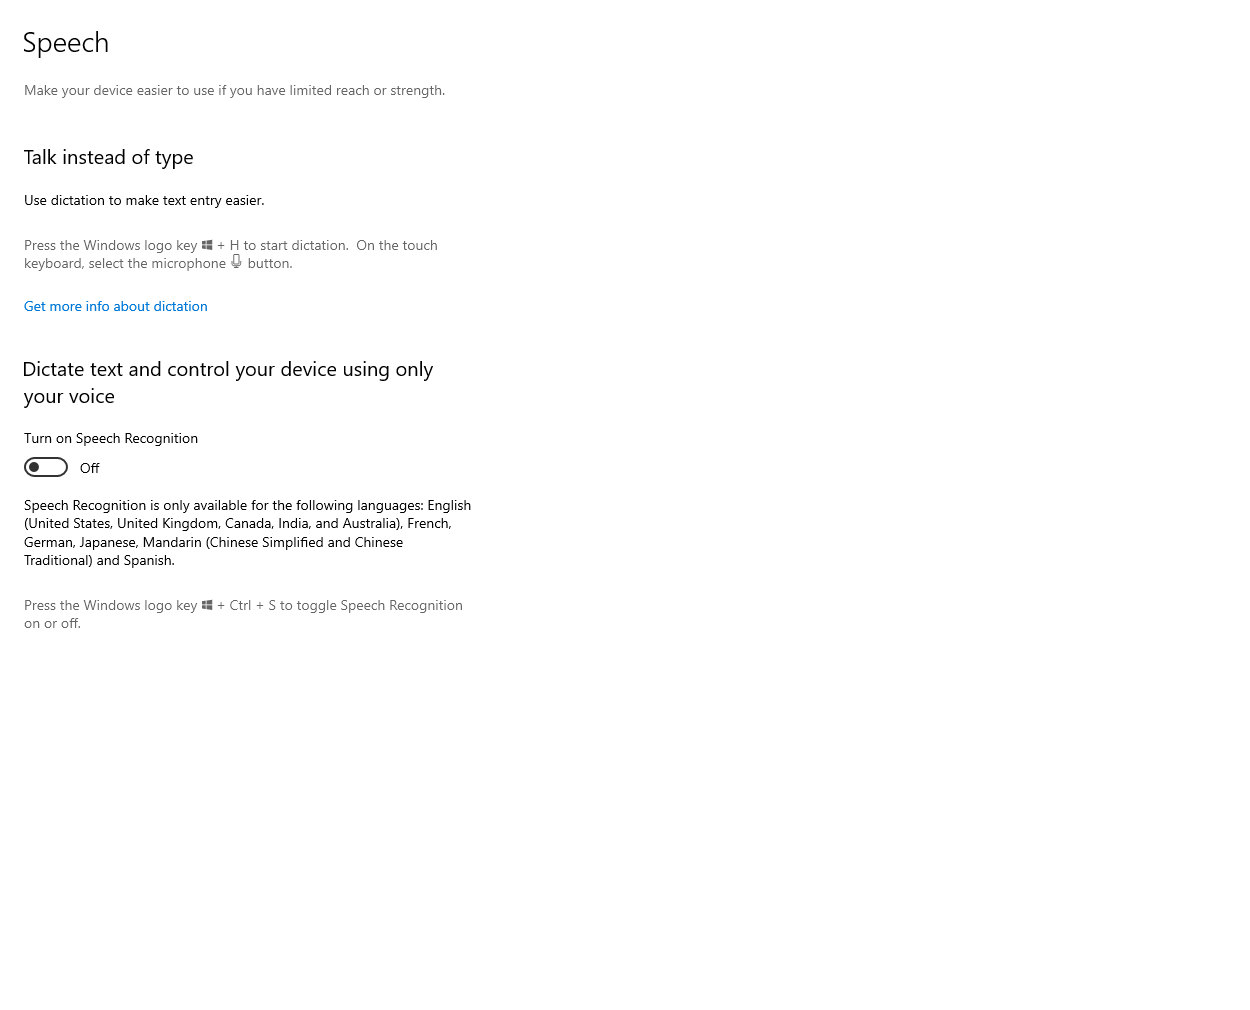 Speech
Make your device easier to use if you have limited reach or strength.
Talk instead of type
Use dictation to make text entry easier.
Press the Windows logo key + H to start dictation.  On the touch
keyboard, select the microphone button.
Get more info about dictation
Dictate text and control your device using only
your voice
Turn on Speech Recognition
Off
Speech Recognition is only available for the following languages: English
(United States, United Kingdom, Canada, India, and Australia), French,
German, Japanese, Mandarin (Chinese Simplified and Chinese
Traditional) and Spanish.
Press the Windows logo key + Ctrl + S to toggle Speech Recognition
on or off.